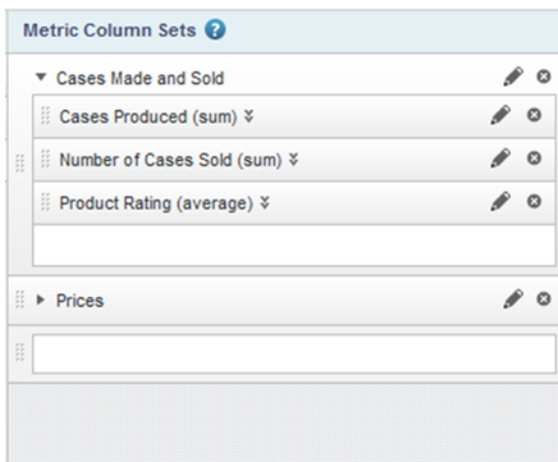 Metric Column Sets ?
Cases Made and Sold
Cases Produced (sum)
Number of Cases Sold (sum)
Product Rating (average)
Prices